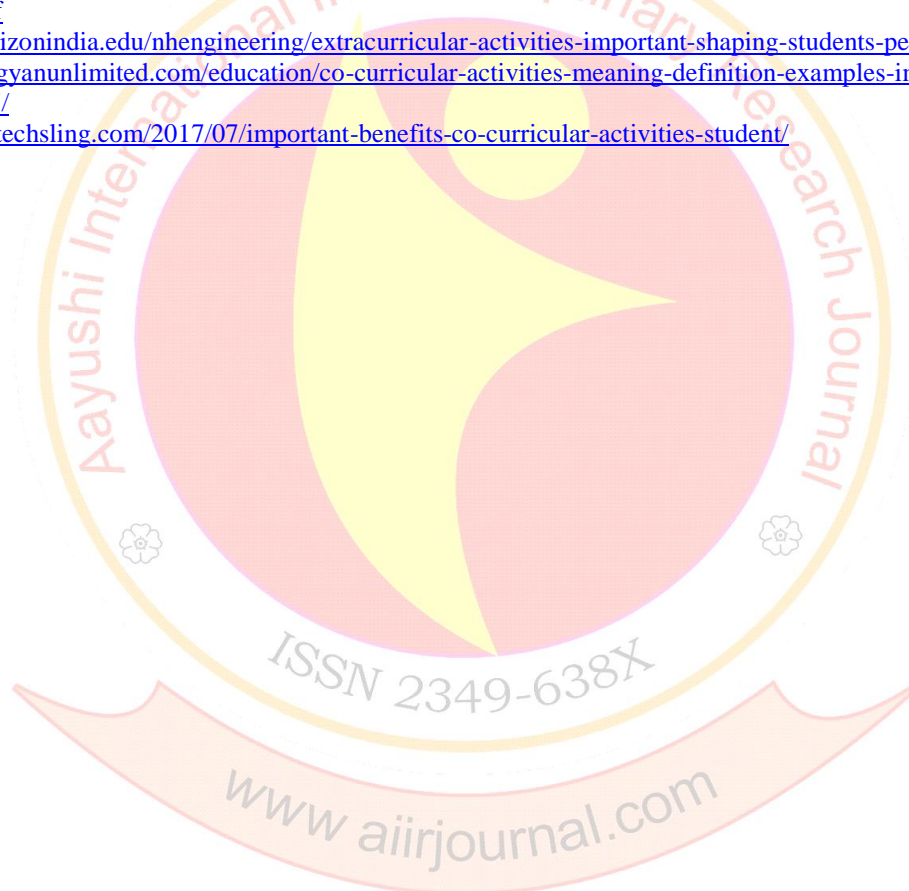 izonindia.edu/nhengineering/extracurricular-activities-important-shaping-students-pe
gyanunlimited.com/education/co-curricular-activities-meaning-definition-examples-in
/
techsling.com/2017/07/important-benefits-co-curricular-activities-student/
Aayushi International Research Journal
ISSN 2349-638X
www aiirjournal.com